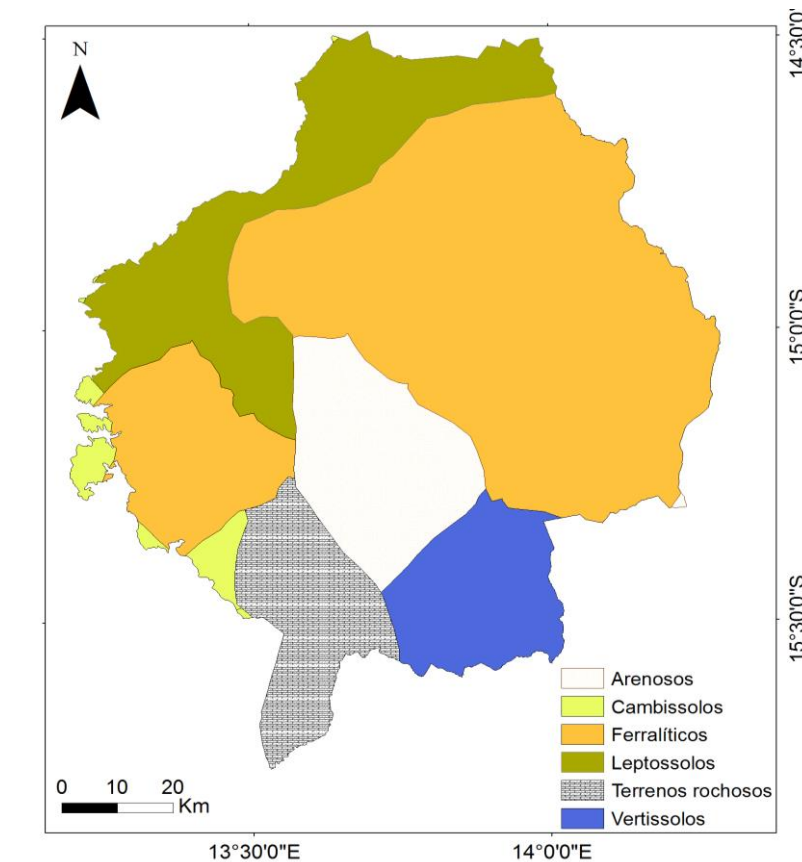 N
14°30'0"
15°0'0"S
15°30'0"S
Arenosos
Cambissolos
Ferralíticos
Leptossolos
Terrenos rochosos
Vertissolos
0 10 20
Km
13°30'0"E 14°0'0"E